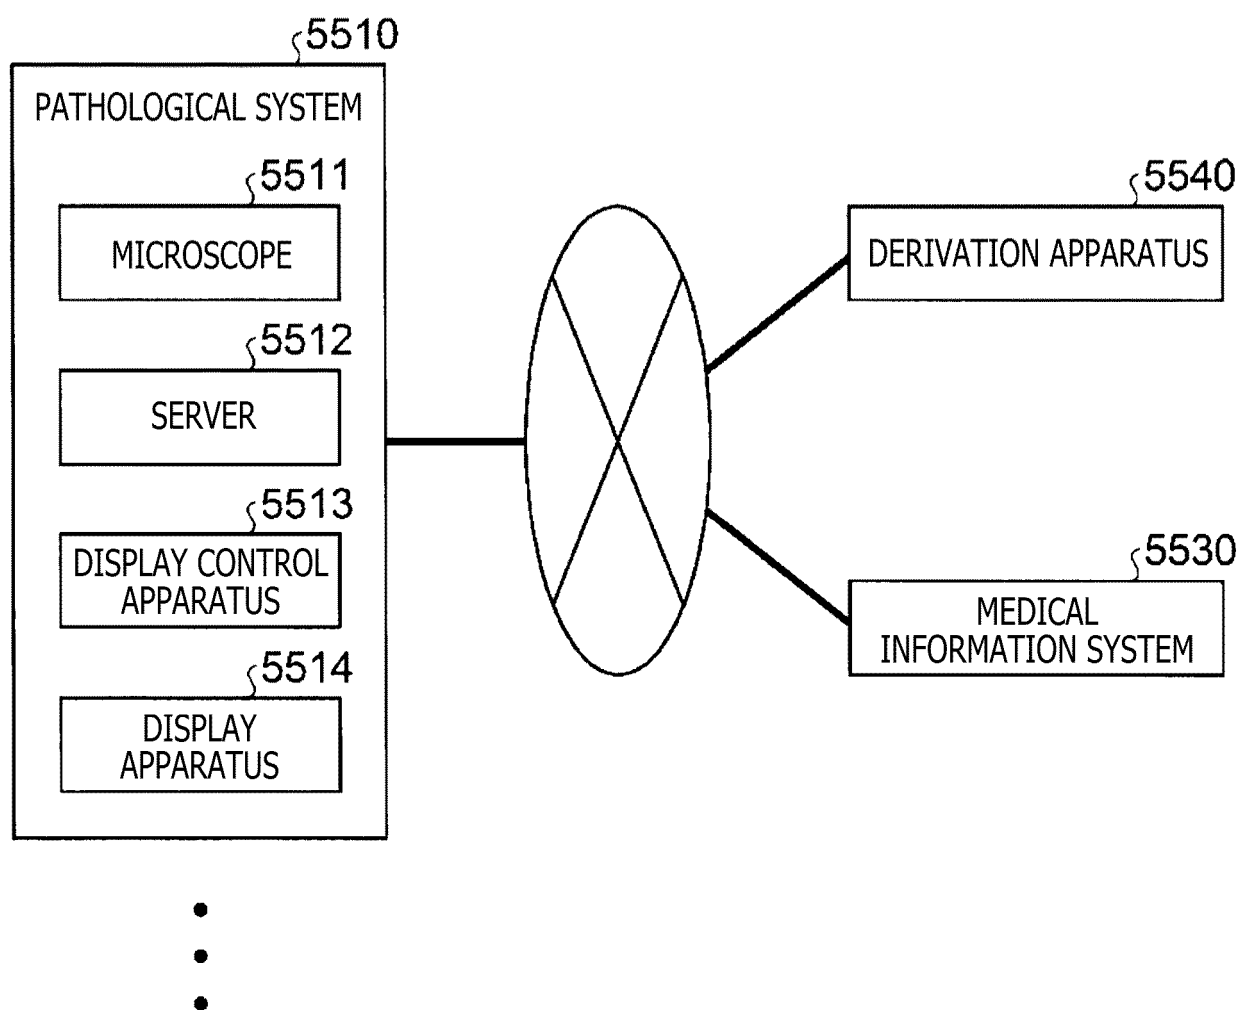 5510
PATHOLOGICAL SYSTEM
5511
MICROSCOPE
5512
SERVER
5513
DISPLAY CONTROL
APPARATUS
5514
DISPLAY
APPARATUS
5540
DERIVATION APPARATUS
5530
MEDICAL
INFORMATION SYSTEM